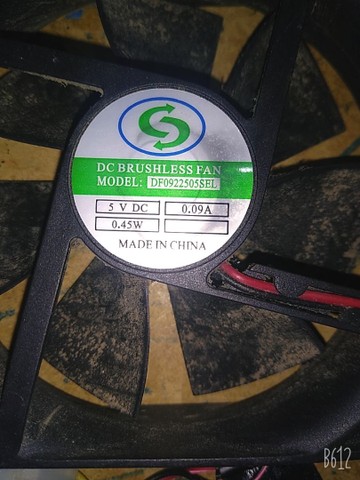 DC BRUSHLESS FAN
MODEL: DF0922505SEL
5 V DC 0.09A
0.45W
MADE IN CHINA
B612